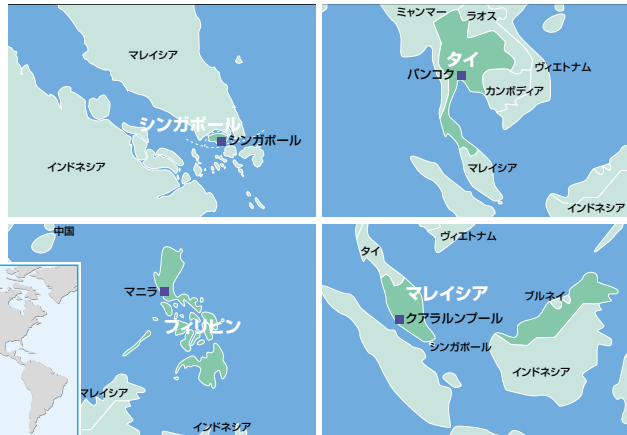 マレイシア
シンガポール
シンガポール
インドネシア
ミャンマー
ラオス
タイ
ヴィエトナム
バンコク
カンボディア
マレイシア
インドネシア
中国
マニラ
フィリピン
マレイシア
インドネシア
ヴィエトナム
タイ
マレイシア
ブルネイ
クアラルンプール
シンガポール
インドネシア